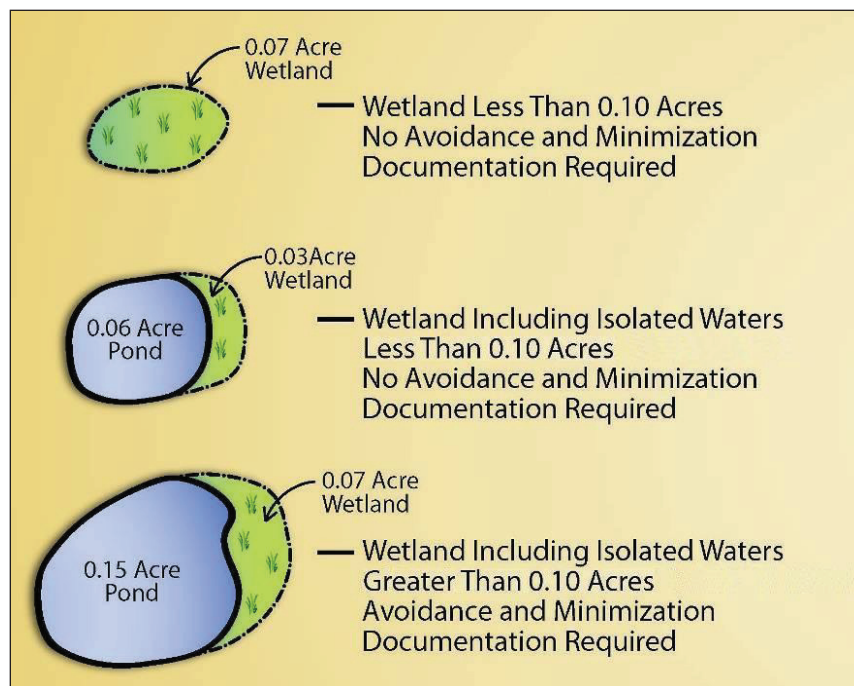 0.07 Acre
Wetland
Wetland Less Than 0.10 Acres
No Avoidance and Minimization
Documentation Required
0.03Acre
Wetland
0.06 Acre
Pond
Wetland Including Isolated Waters
Less Than 0.10 Acres
No Avoidance and Minimization
Documentation Required
0.07 Acre
Wetland
0.15 Acre
Pond
Wetland Including Isolated Waters
Greater Than 0.10 Acres
Avoidance and Minimization
Documentation Required